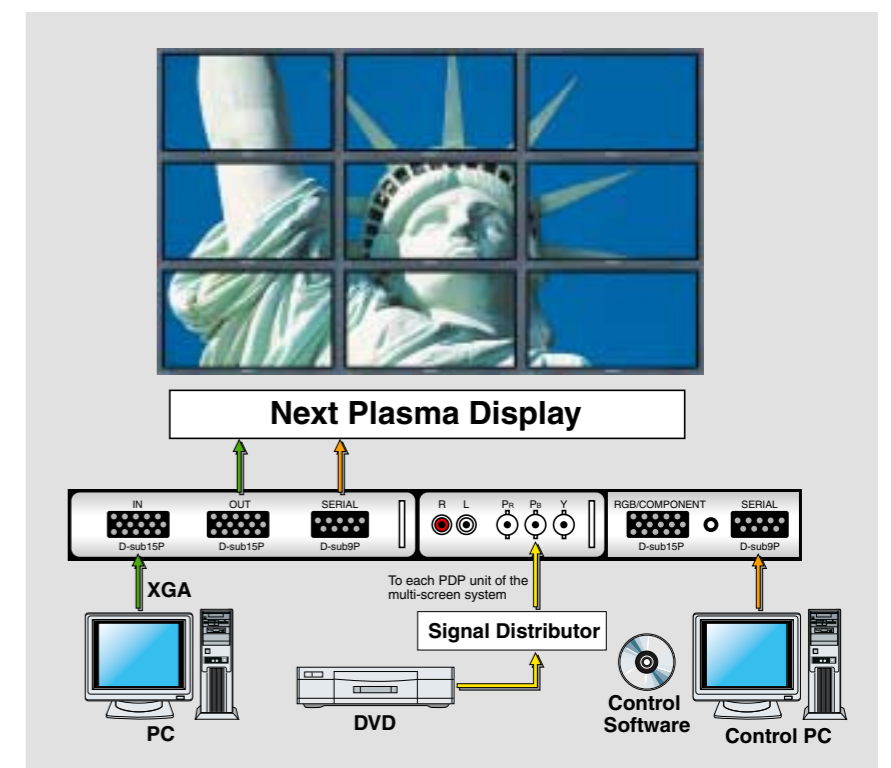 Next Plasma Display
IN
OUT
SERIAL
D-sub15P
D-sub15P
D-sub9P
R L PR PB Y
RGB/COMPONENT
SERIAL
D-sub15P
D-sub9P
XGA
To each PDP unit of the
multi-screen system
Signal Distributor
PC
DVD
Control
Software
Control PC